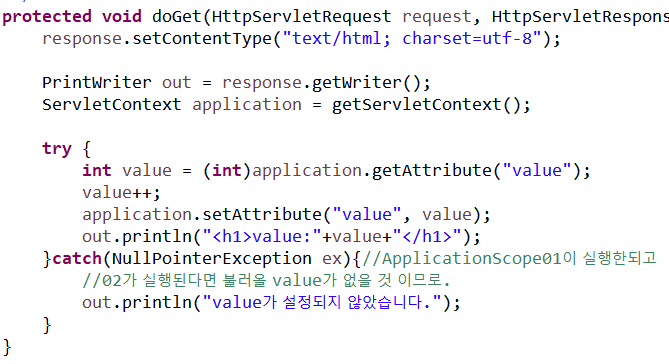 protected void doGet(HttpServletRequest request, HttpServletRespons
response.setContentType("text/html; charset=utf-8");
PrintWriter out = response.getWriter();
ServletContext application = getServletContext();
try {
int value = (int)application.getAttribute("value");
value++;
application.setAttribute("value", value);
out.println("<h1>value:"+value+"</h1>");
}catch(NullPointerException ex){//ApplicationScope01이 실행한되고
//02가 실행된다면 불러올 value가 없을 것 이므로.
out.println("value가 설정되지 않았습니다.");
}
}